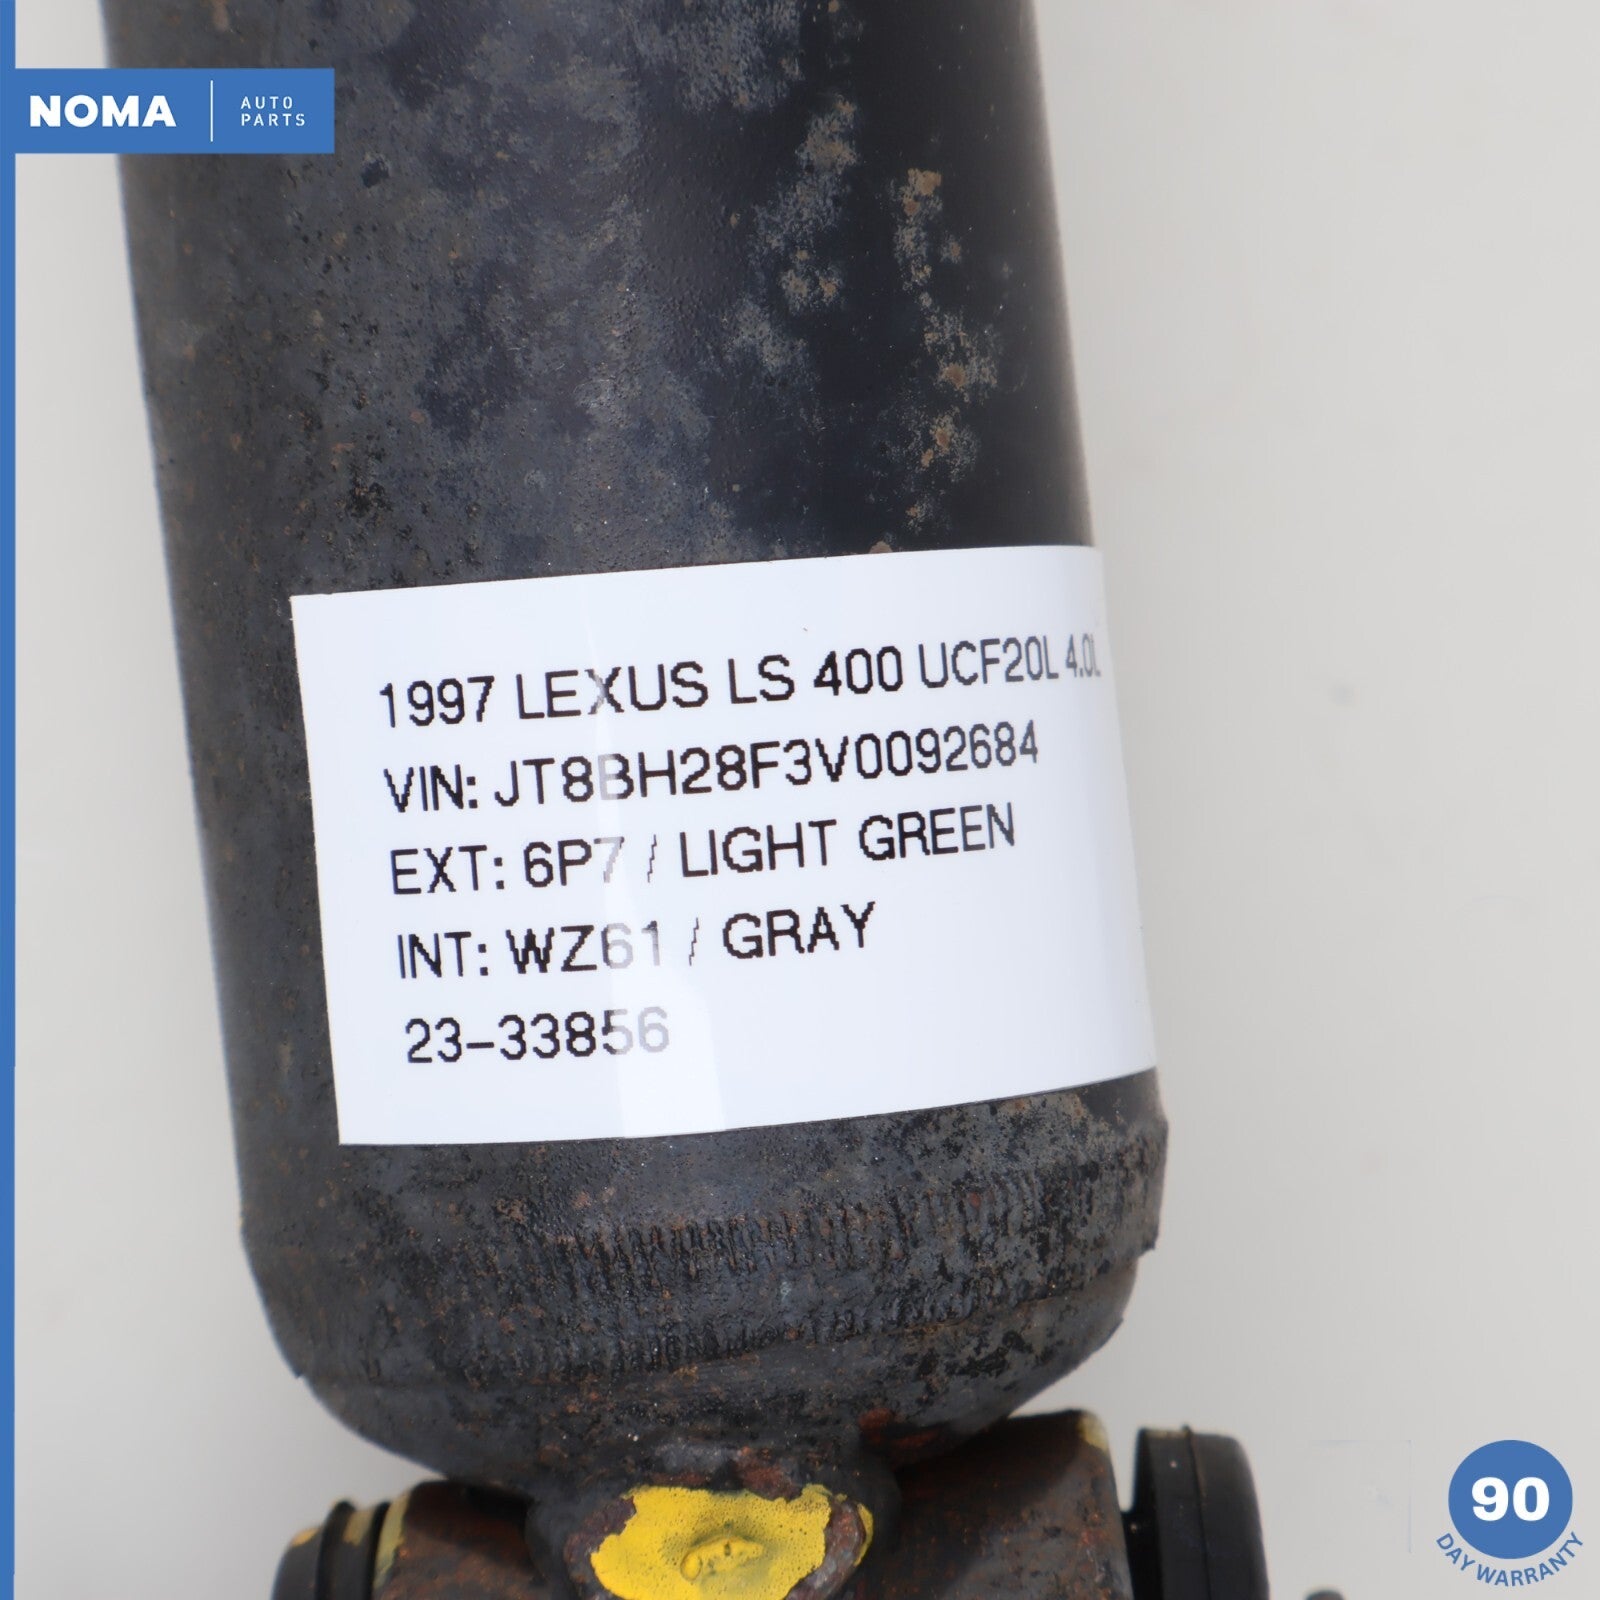 NOMA
AUTO
PARTS
1997 LEXUS LS 400 UCF20L 4.0L
VIN: JT8BH28F3V0092684
EXT: 6P7 / LIGHT GREEN
INT: WZ61 / GRAY
23-33856
90
DAY WARRANTY